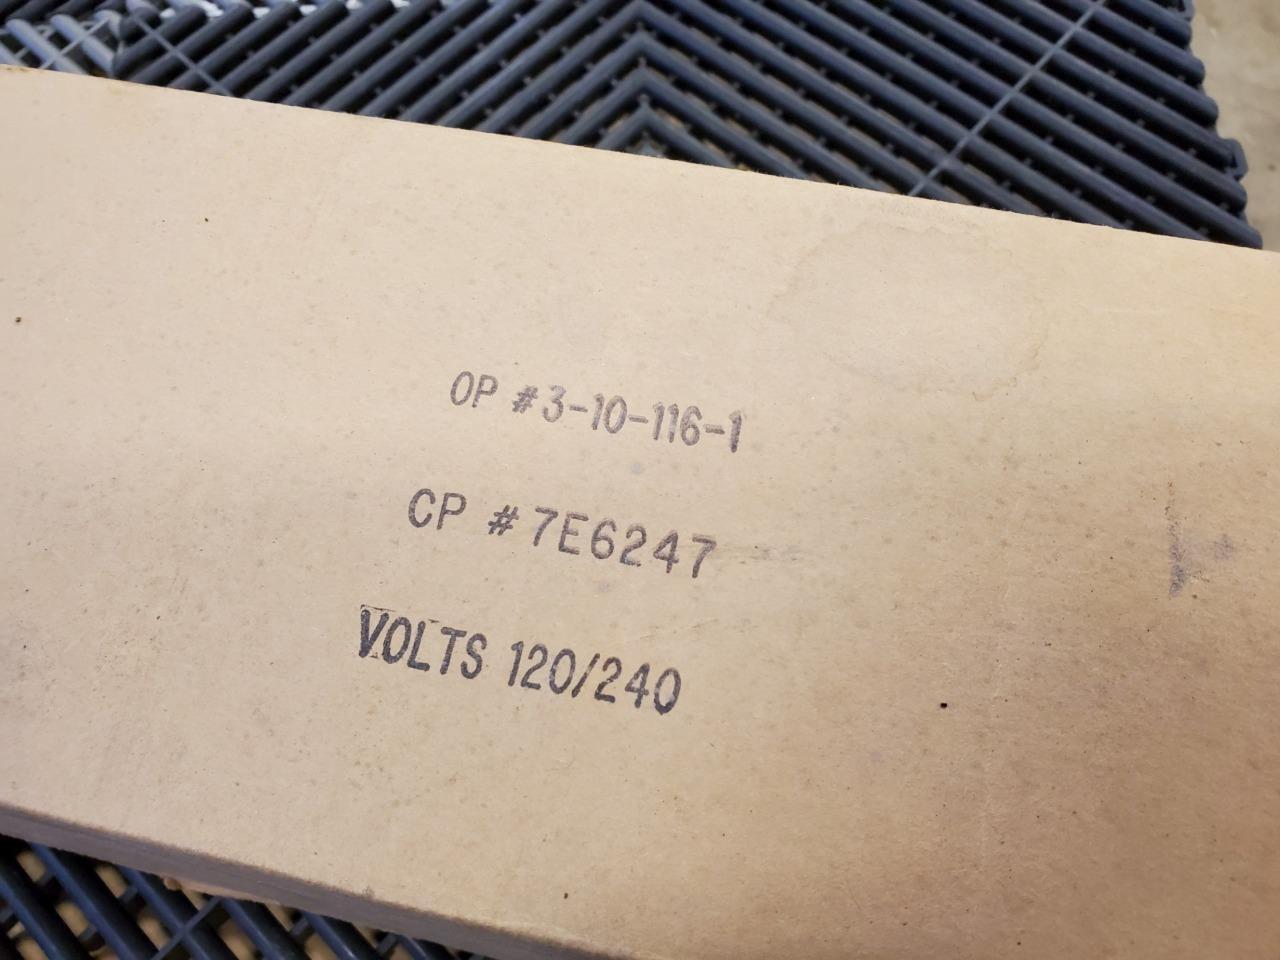 OP #3-10-116-1
CP #7E6247
VOLTS 120/240